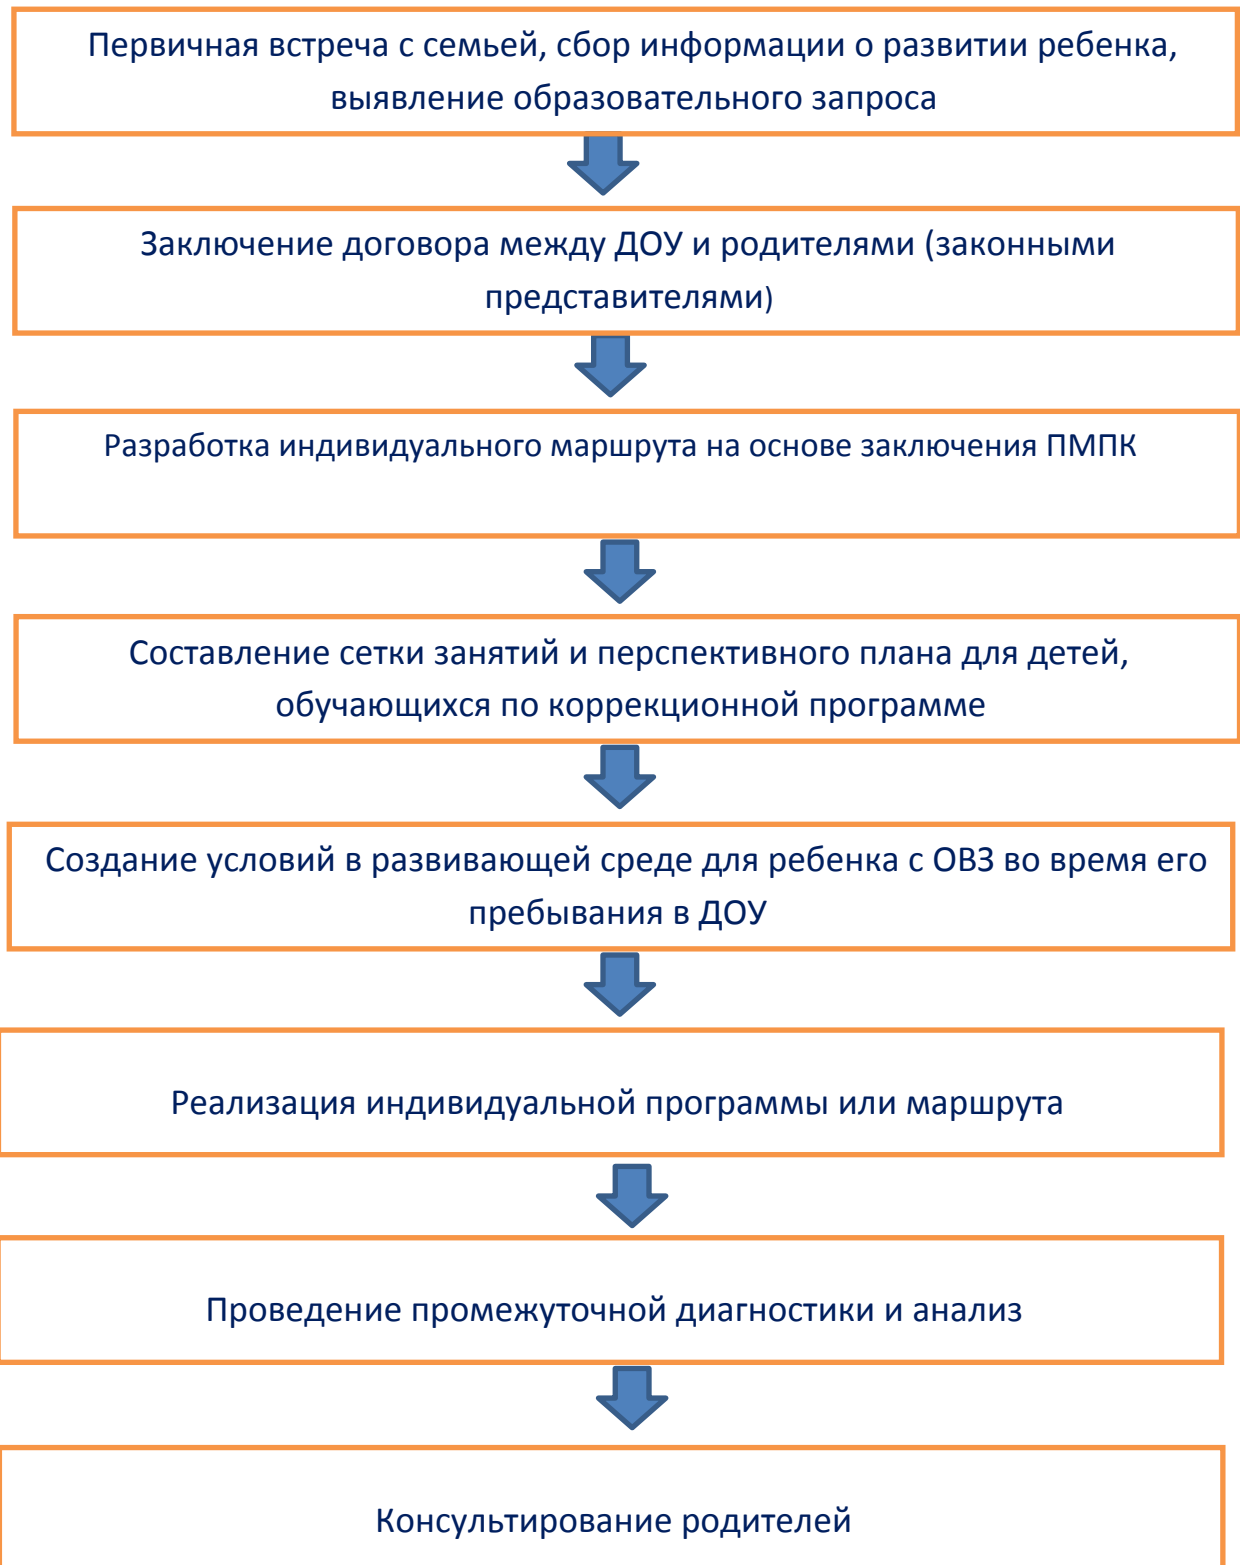 Первичная встреча с семьей, сбор информации о развитии ребенка,
выявление образовательного запроса
Заключение договора между ДОУ и родителями (законными
представителями)
Разработка индивидуального маршрута на основе заключения ПМПК
Составление сетки занятий и перспективного плана для детей,
обучающихся по коррекционной программе
Создание условий в развивающей среде для ребенка с ОВЗ во время его
пребывания в ДОУ
Реализация индивидуальной программы или маршрута
Проведение промежуточной диагностики и анализ
Консультирование родителей